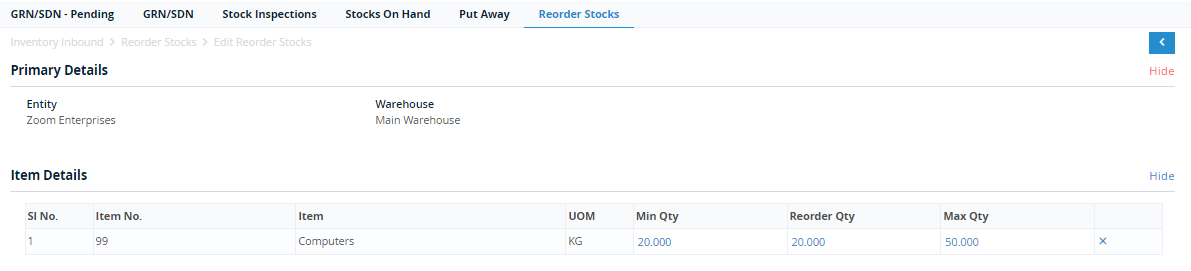 GRN/SDN - Pending GRN/SDN Stock Inspections Stocks On Hand Put Away Reorder Stocks
Inventory Inbound > Reorder Stocks > Edit Reorder Stocks
Primary Details Hide
Entity Warehouse
Zoom Enterprises Main Warehouse
Item Details Hide
Sl No. Item No. Item UOM Min Qty Reorder Qty Max Qty
1 99 Computers KG 20.000 20.000 50.000 ×